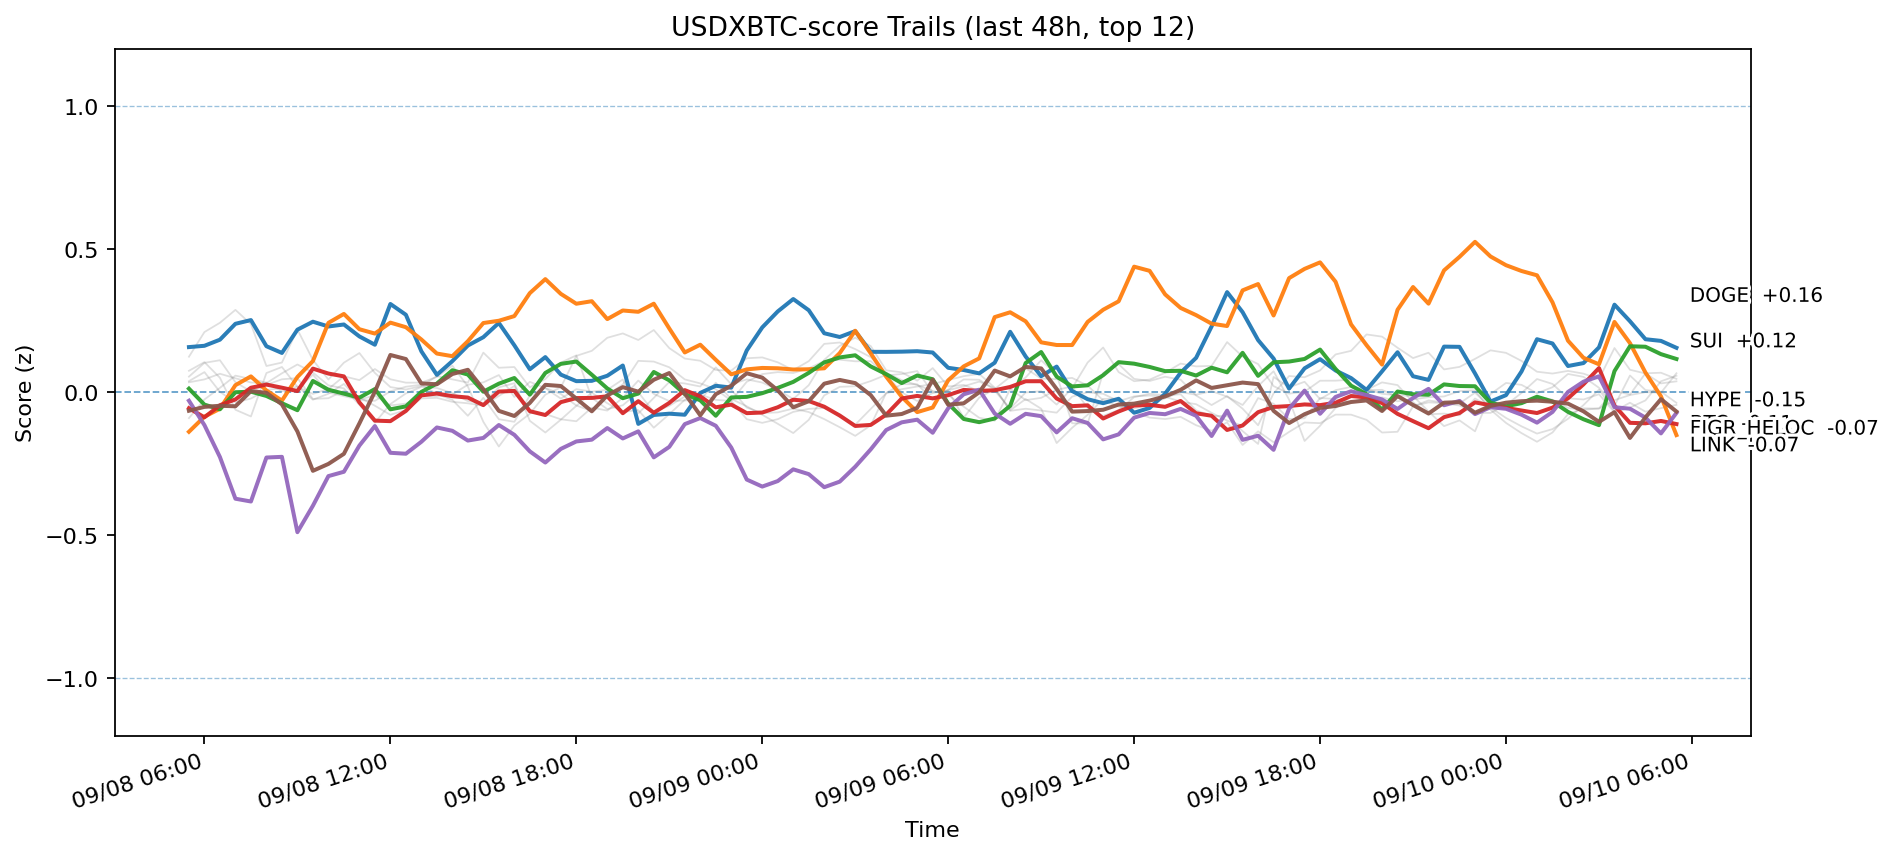 USDXBTC-score Trails (last 48h, top 12)
Score (z)
1.0
0.5
0.0
−0.5
−1.0
DOGE +0.16
SUI +0.12
HYPE -0.15
FIGR_HELOC -0.07
LINK -0.07
09/08 06:00
09/08 12:00
09/08 18:00
09/09 00:00
09/09 06:00
09/09 12:00
09/09 18:00
09/10 00:00
09/10 06:00
Time